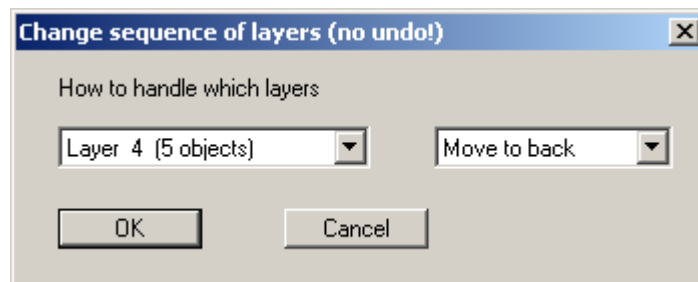 Change sequence of layers (no undo!)
How to handle which layers
Layer 4 (5 objects) Move to back
OK Cancel